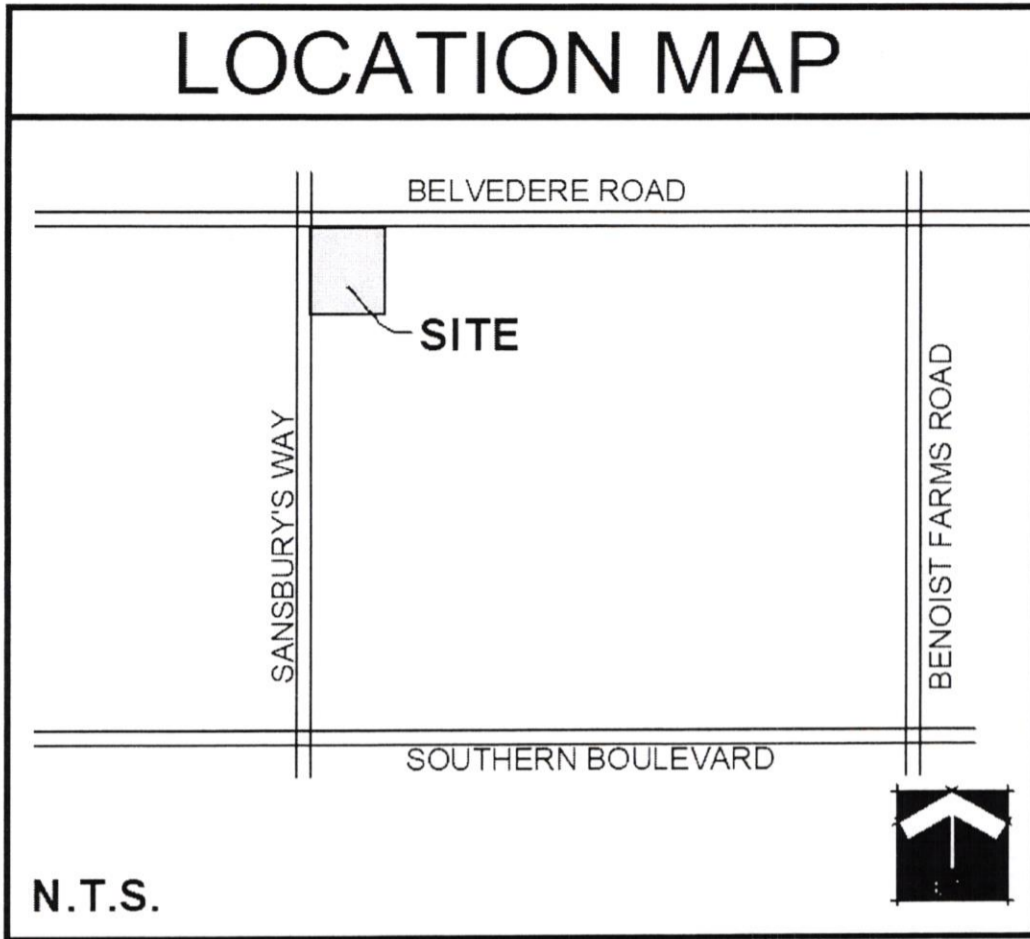 LOCATION MAP
BELVEDERE ROAD
SITE
SANSBURY'S WAY
BENOIST FARMS ROAD
SOUTHERN BOULEVARD
N.T.S.